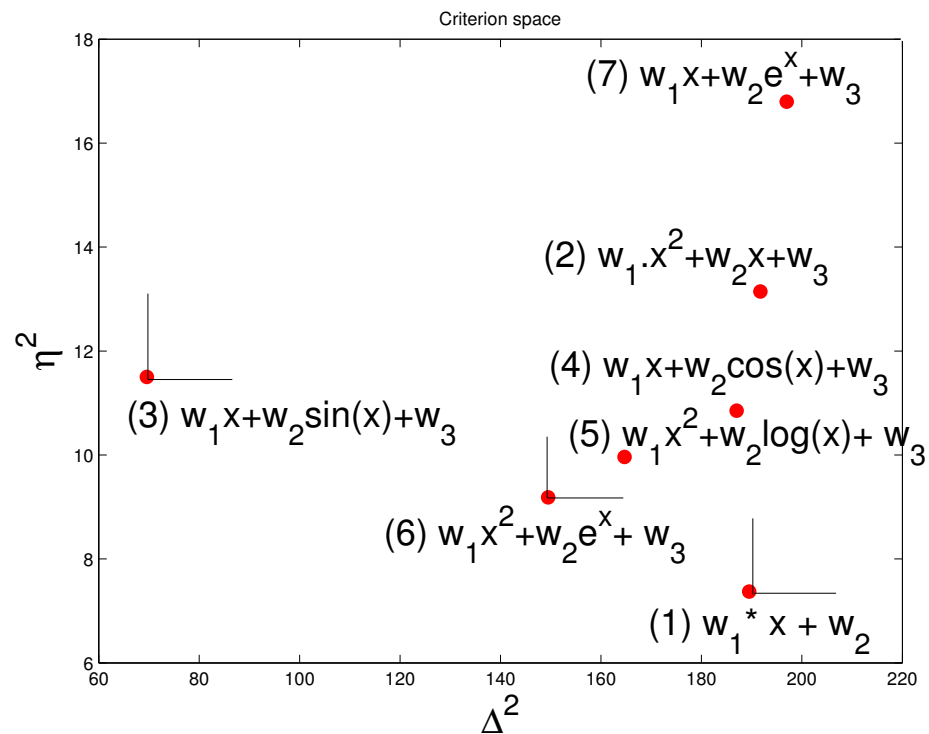 Criterion space
18
16
14
12
10
8
6
η²
(7) w₁x+w₂eˣ+w₃
(2) w₁.x²+w₂x+w₃
(4) w₁x+w₂cos(x)+w₃
(3) w₁x+w₂sin(x)+w₃
(5) w₁x²+w₂log(x)+ w₃
(6) w₁x²+w₂eˣ+ w₃
(1) w₁* x + w₂
60 80 100 120 140 160 180 200 220
Δ²